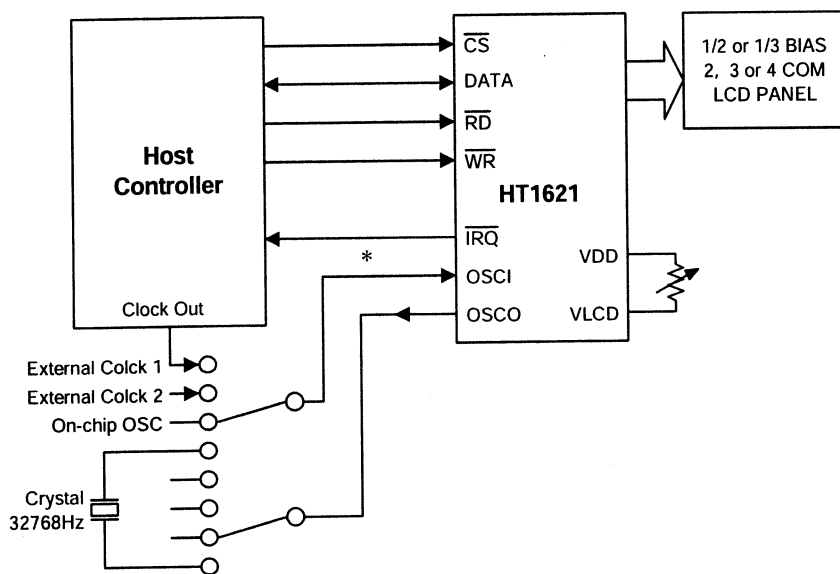 Host
Controller
Clock Out
CS
DATA
RD
WR
HT1621
IRQ
*
OSCI
OSCO
VDD
VLCD
1/2 or 1/3 BIAS
2, 3 or 4 COM
LCD PANEL
External Colck 1
External Colck 2
On-chip OSC
Crystal
32768Hz